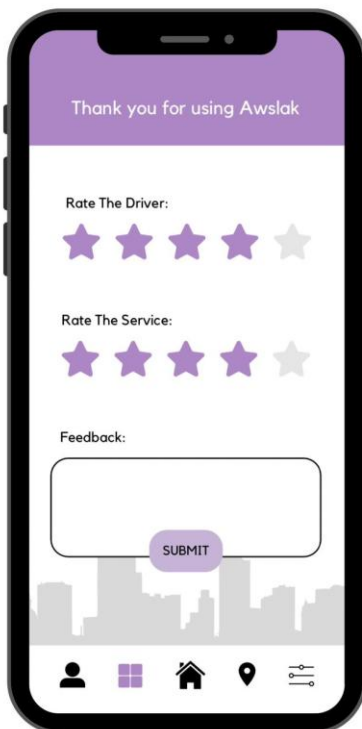 Thank you for using Awslak
Rate The Driver:
Rate The Service:
Feedback:
SUBMIT